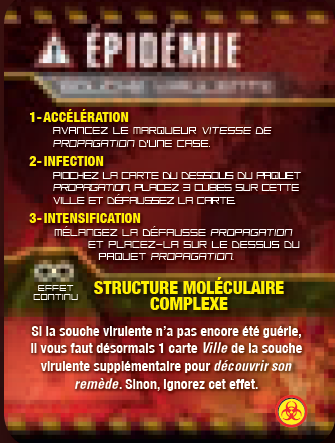 ÉPIDÉMIE
SOUCHE VIRULENTE
1- ACCÉLÉRATION
AVANCEZ LE MARQUEUR VITESSE DE
PROPAGATION D'UNE CASE.
2- INFECTION
PIOCHEZ LA CARTE DU DESSOUS DU PAQUET
PROPAGATION, PLACEZ 3 CUBES SUR CETTE
VILLE ET DÉFAUSSEZ LA CARTE.
3- INTENSIFICATION
MÉLANGEZ LA DÉFAUSSE PROPAGATION
ET PLACEZ-LA SUR LE DESSUS DU
PAQUET PROPAGATION.
EFFET
CONTINU
STRUCTURE MOLÉCULAIRE
COMPLEXE
Si la souche virulente n'a pas encore été guérie,
il vous faut désormais 1 carte Ville de la souche
virulente supplémentaire pour découvrir son
remède. Sinon, ignorez cet effet.